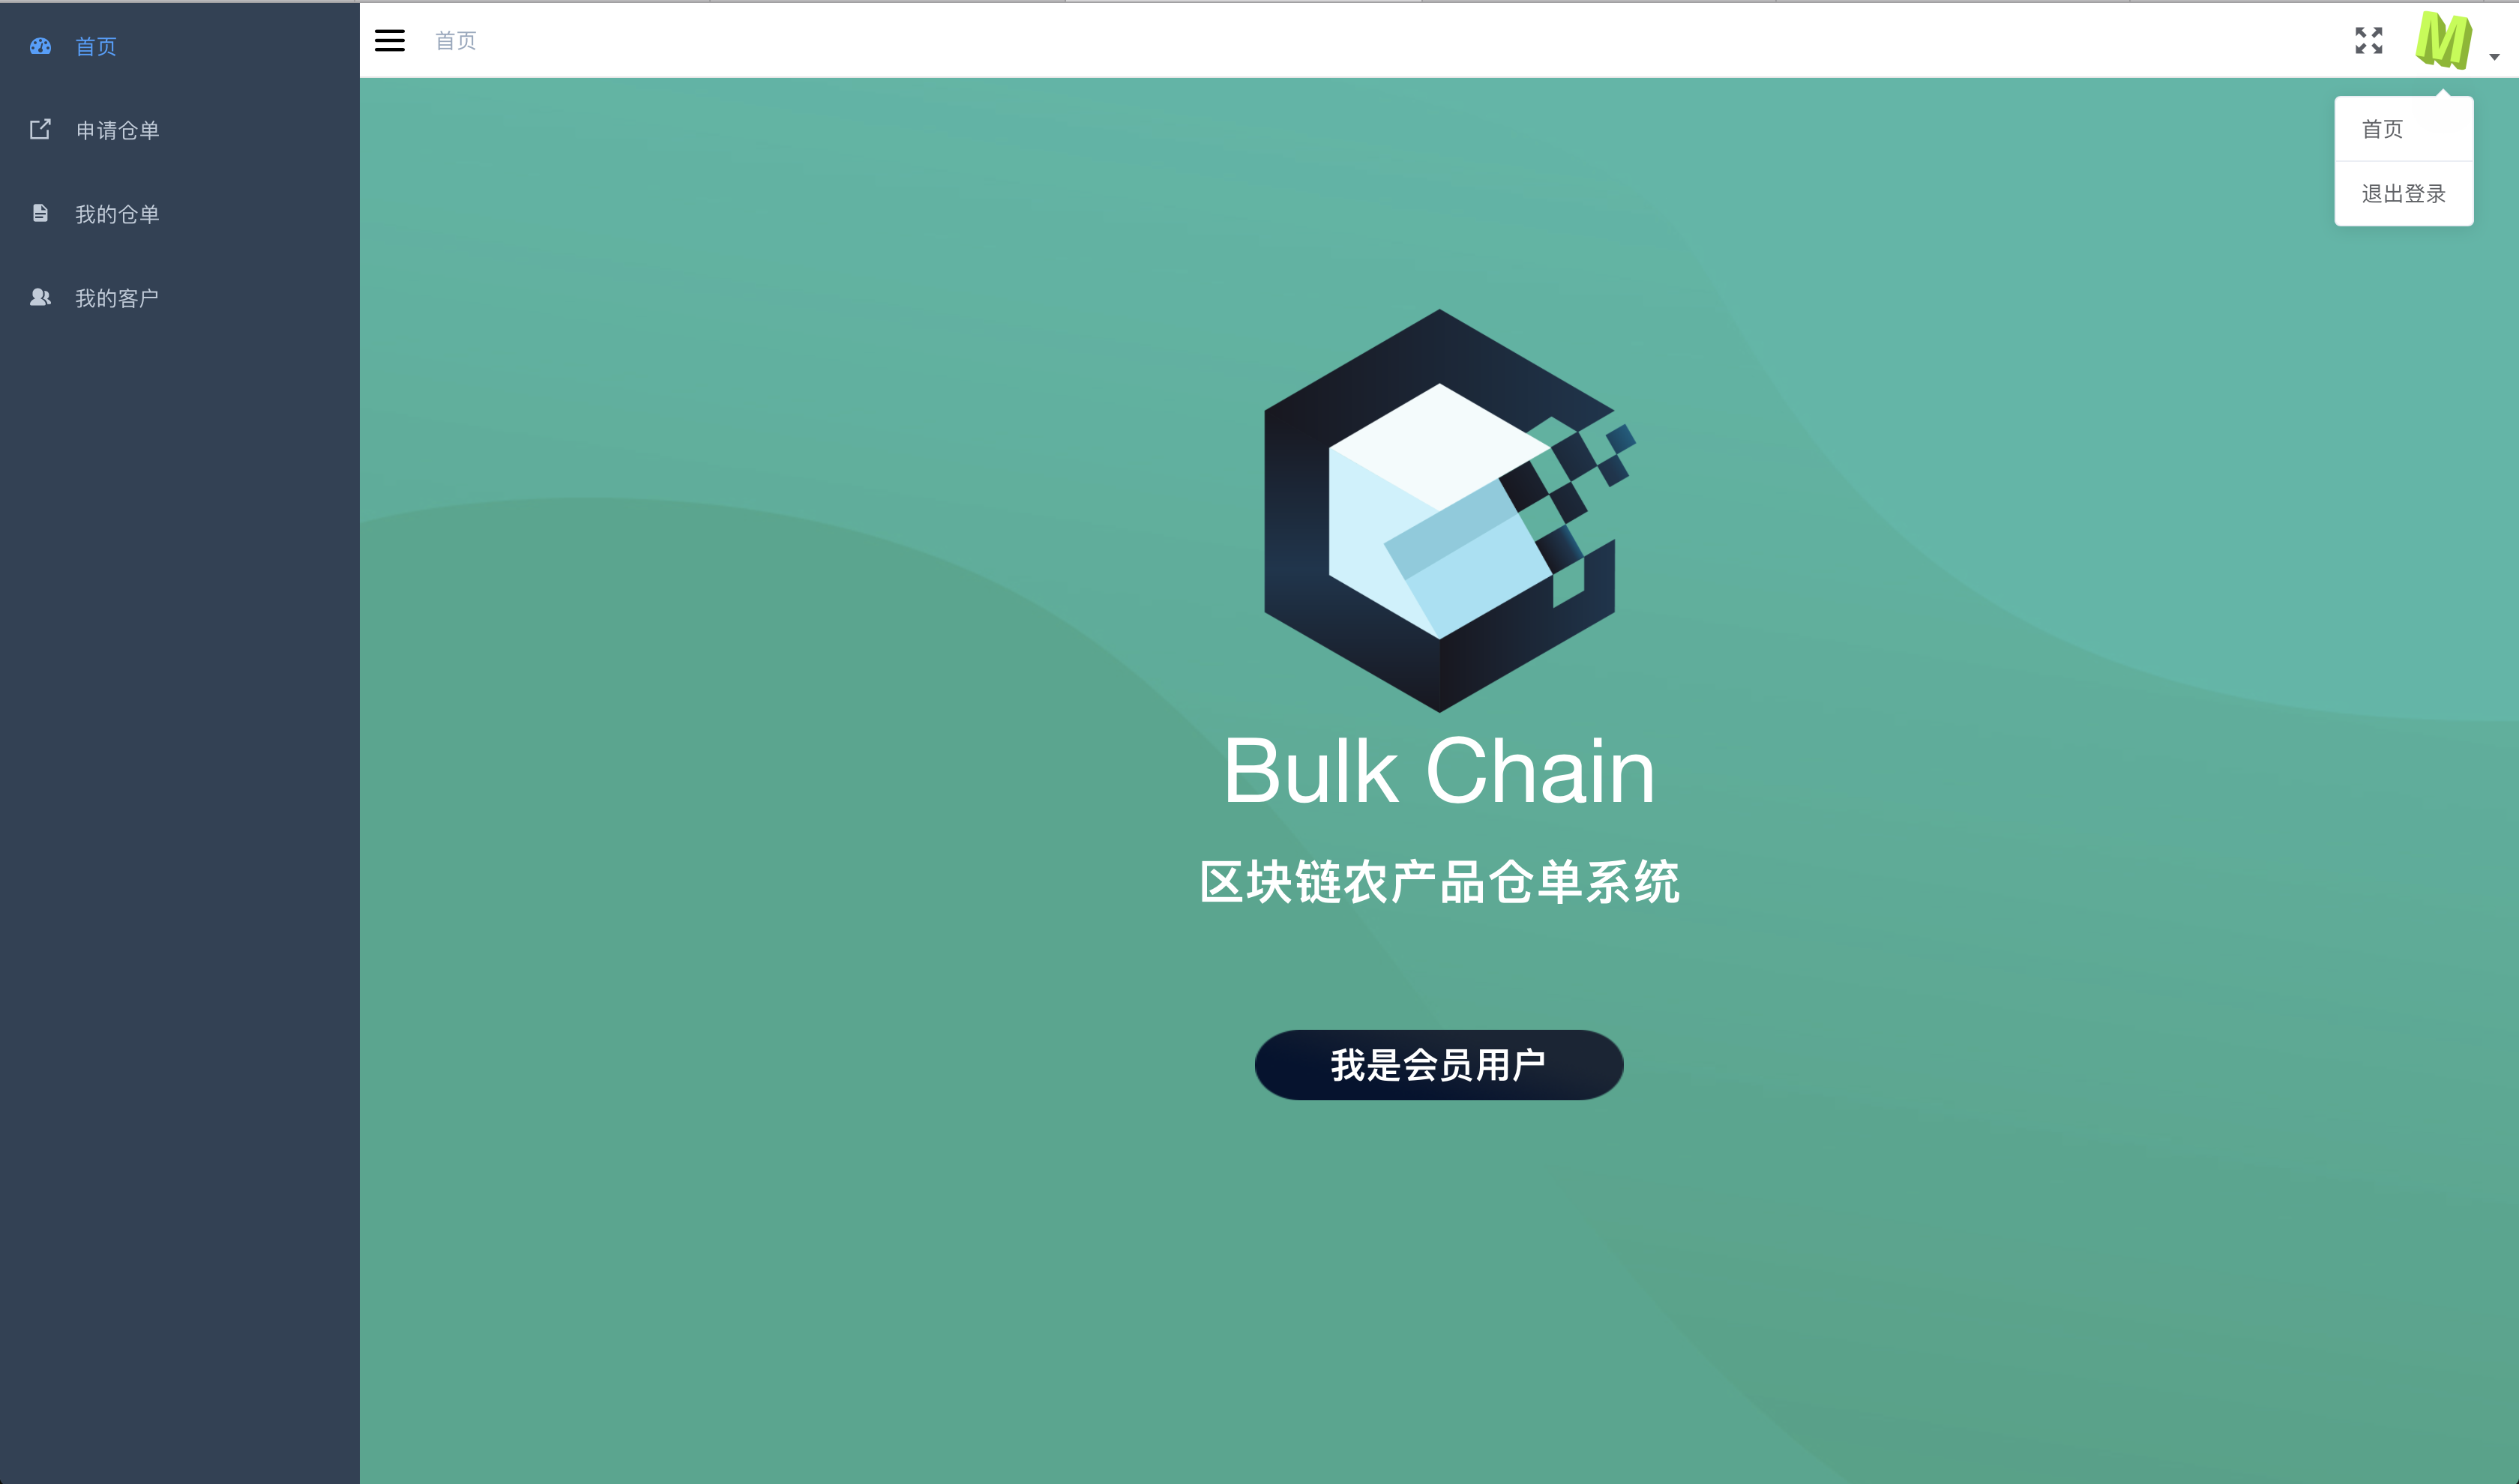 首页
申请仓单
我的仓单
我的客户
首页
首页
退出登录
Bulk Chain
区块链农产品仓单系统
我是会员用户